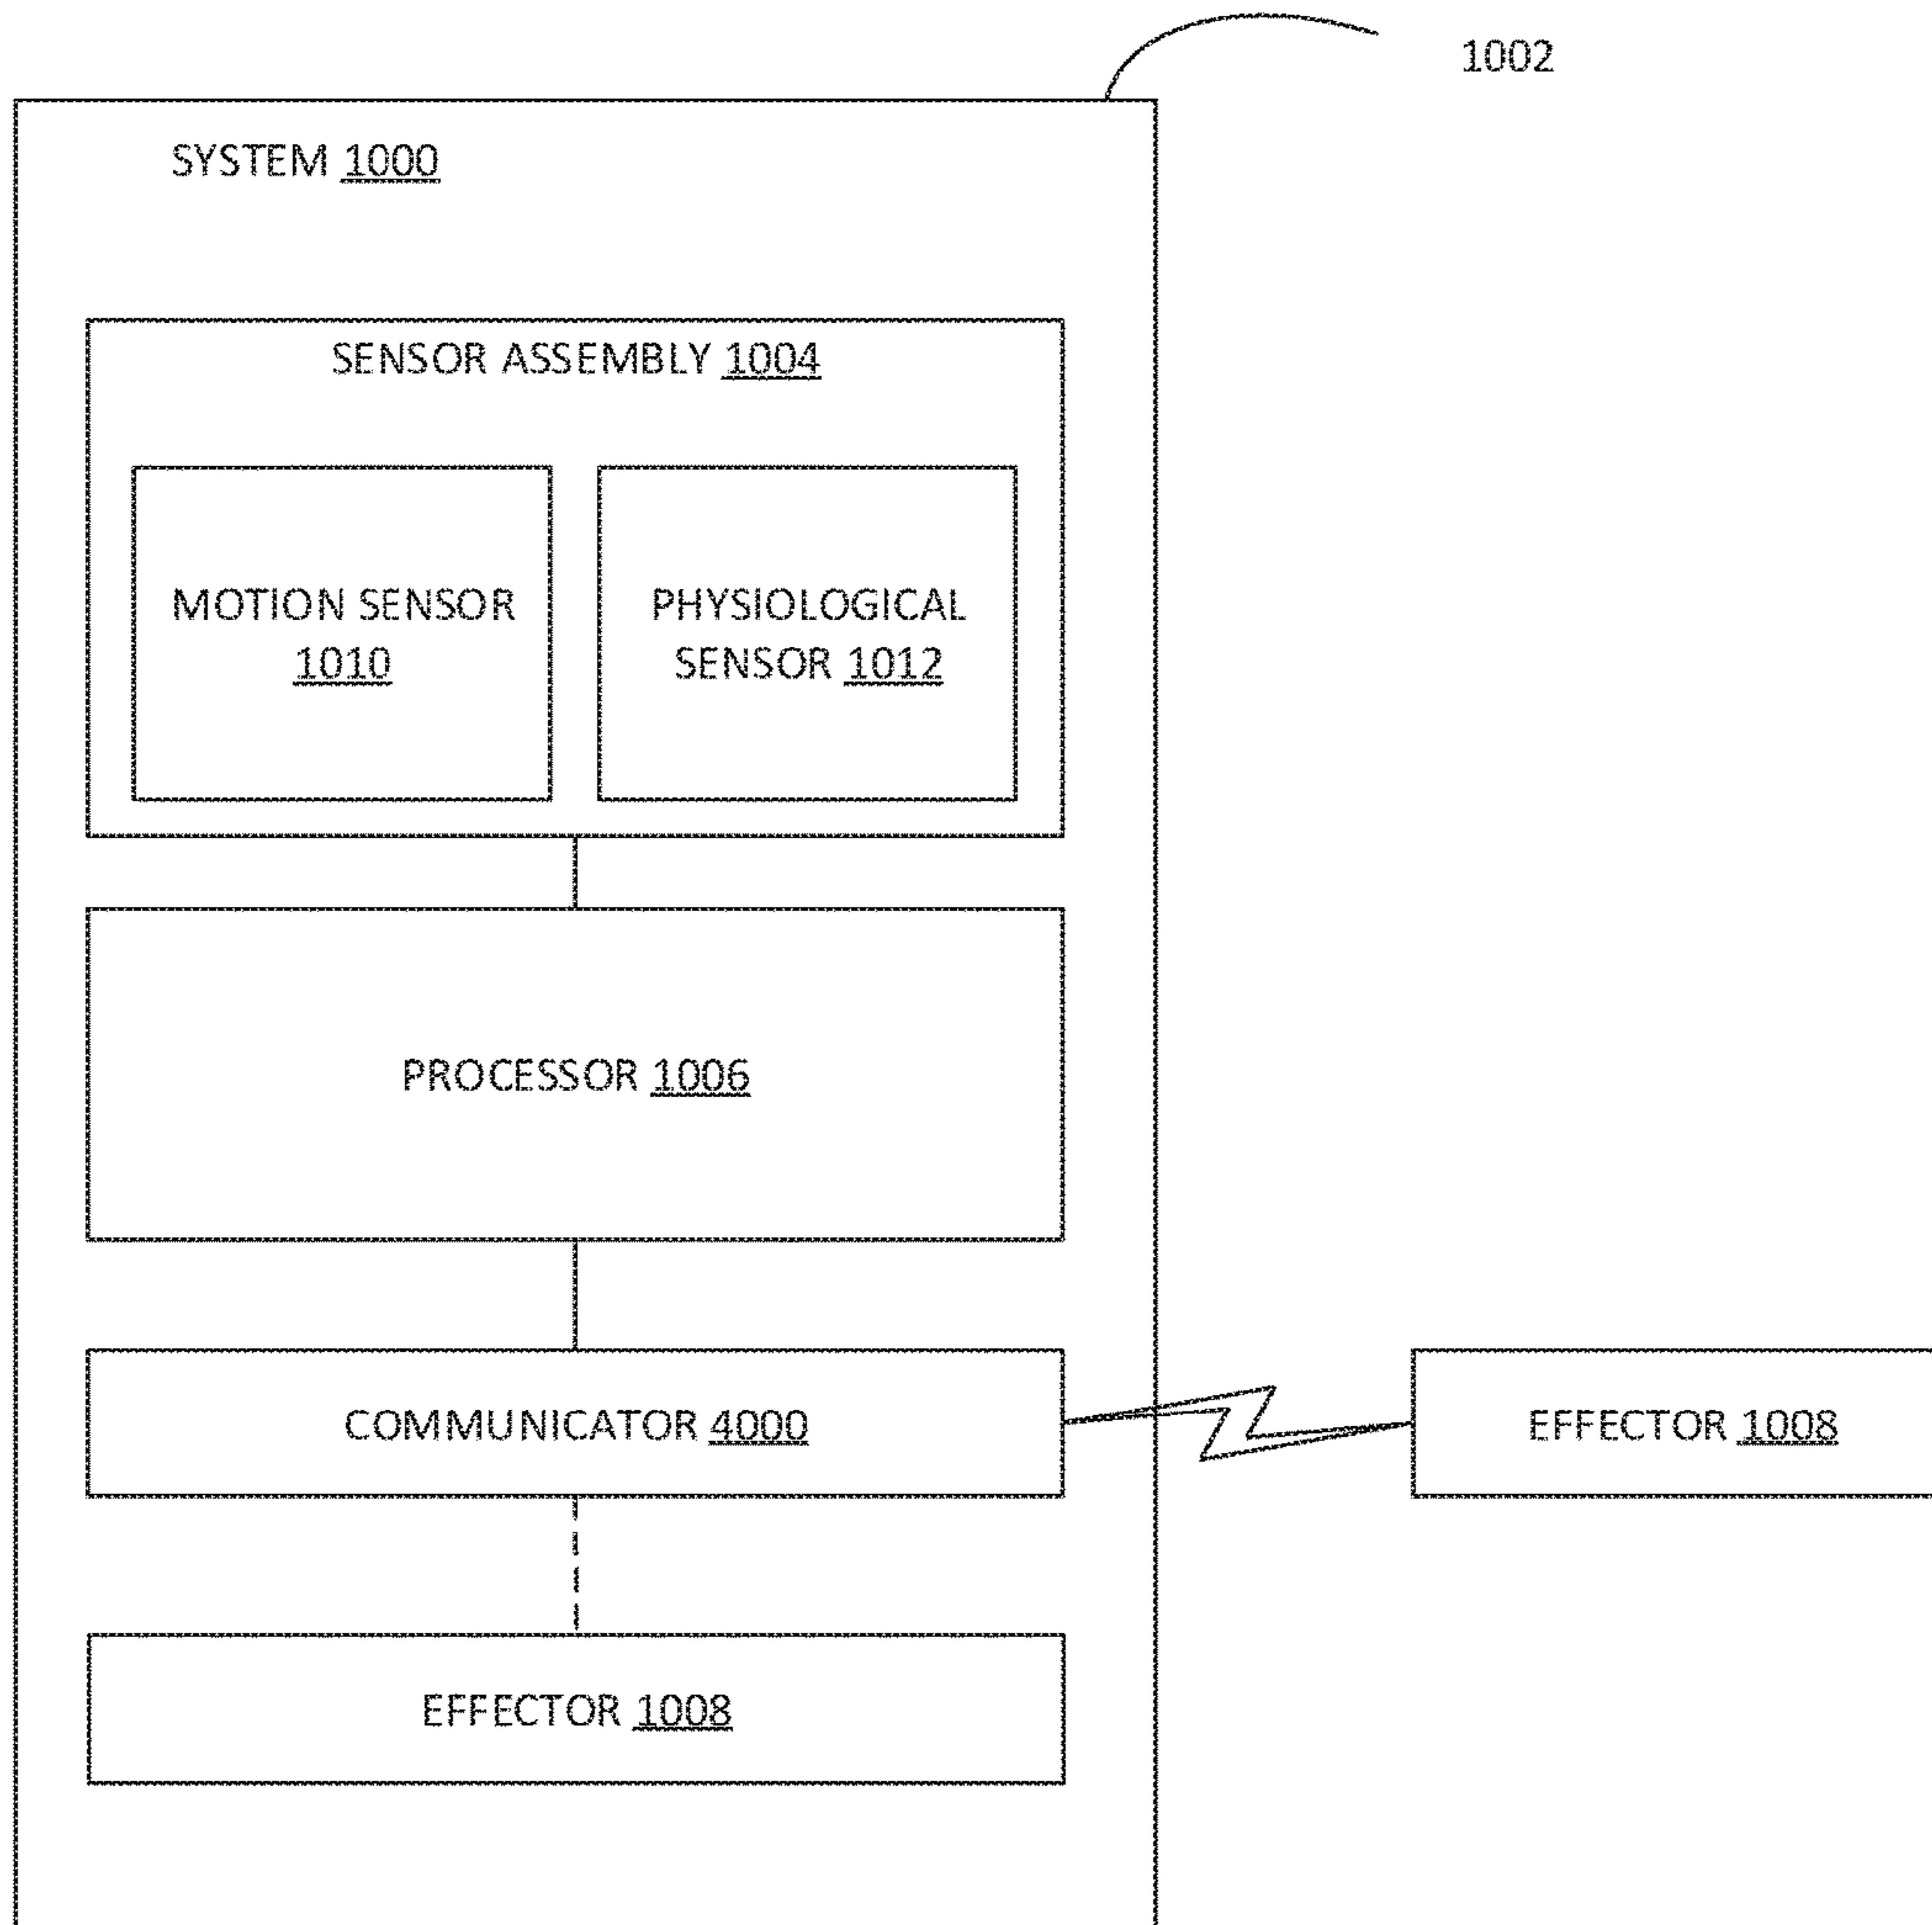 1002
SYSTEM 1000
SENSOR ASSEMBLY 1004
MOTION SENSOR
1010
PHYSIOLOGICAL
SENSOR 1012
PROCESSOR 1006
COMMUNICATOR 4000
EFFECTOR 1008
EFFECTOR 1008